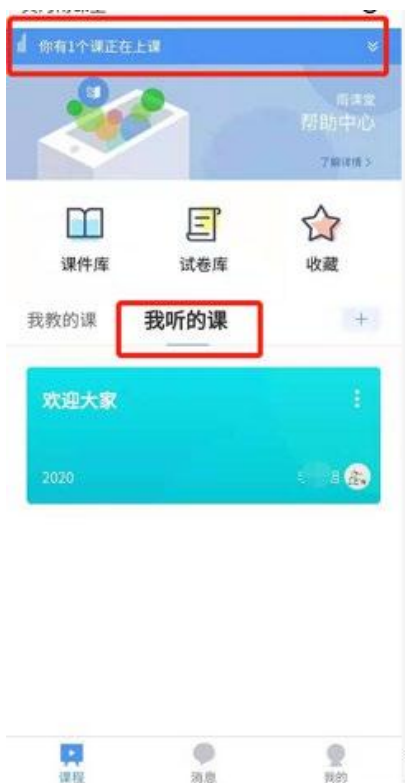 你有1个课正在上课
雨课堂
帮助中心
了解详情 >
课件库 试卷库 收藏
我教的课 我听的课 +
欢迎大家
2020
课程 消息 我的